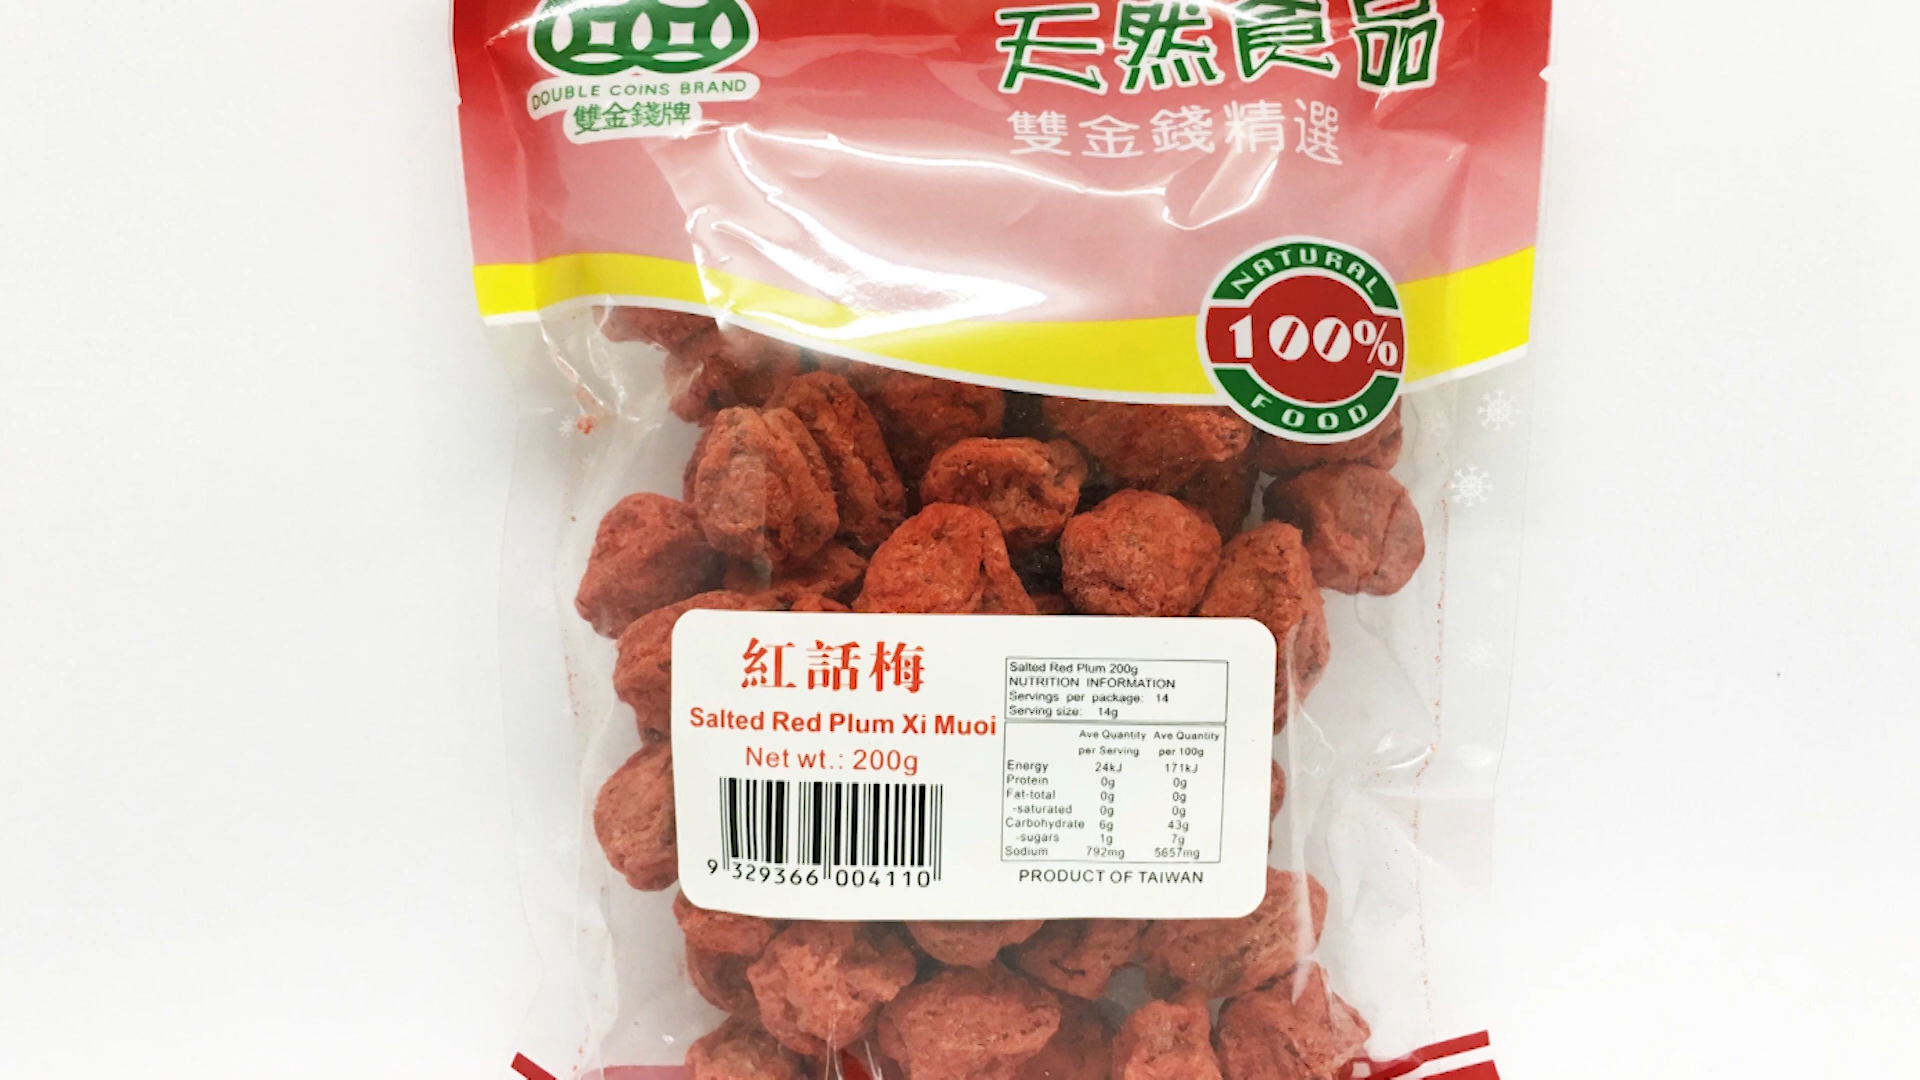 DOUBLE COINS BRAND
雙金錢牌
天然食品
雙金錢精選
NATURAL
100%
FOOD
紅話梅
Salted Red Plum Xi Muoi
Net wt.: 200g
9 329366 004110
Salted Red Plum 200g
NUTRITION INFORMATION
Servings per package: 14
Serving size: 14g
Ave Quantity Ave Quantity
per Serving per 100g
Energy 24kJ 171kJ
Protein 0g 0g
Fat-total 0g 0g
-saturated 0g 0g
Carbohydrate 6g 43g
-sugars 1g 7g
Sodium 792mg 5657mg
PRODUCT OF TAIWAN